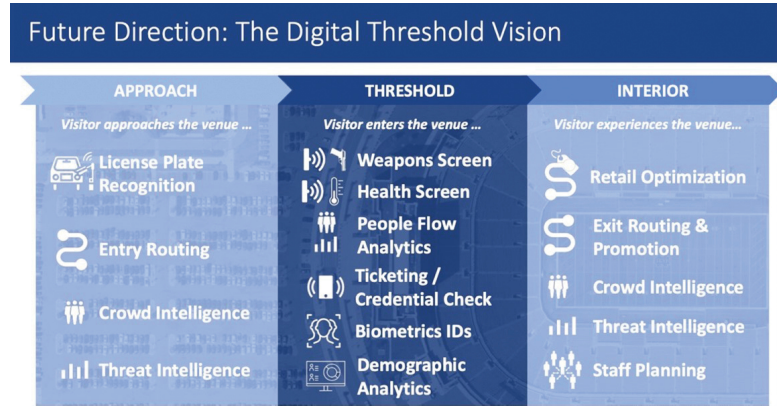 Future Direction: The Digital Threshold Vision
APPROACH
Visitor approaches the venue ...
License Plate
Recognition
Entry Routing
Crowd Intelligence
Threat Intelligence
THRESHOLD
Visitor enters the venue ...
Weapons Screen
Health Screen
People Flow
Analytics
Ticketing /
Credential Check
Biometrics IDs
Demographic
Analytics
INTERIOR
Visitor experiences the venue...
Retail Optimization
Exit Routing &
Promotion
Crowd Intelligence
Threat Intelligence
Staff Planning